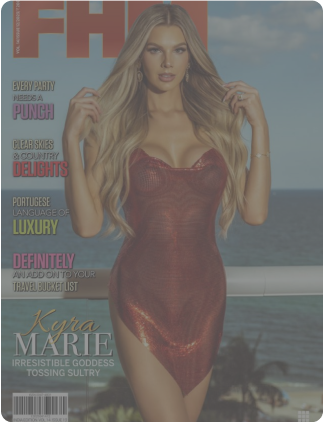 FHM
EVERY PARTY
NEEDS A
PUNCH
CLEAR SKIES
& COUNTRY
DELIGHTS
PORTUGESE
LANGUAGE OF
LUXURY
DEFINITELY
AN ADD ON TO YOUR
TRAVEL BUCKET LIST
Kyra
MARIE
IRRESISTIBLE GODDESS
TOSSING SULTRY